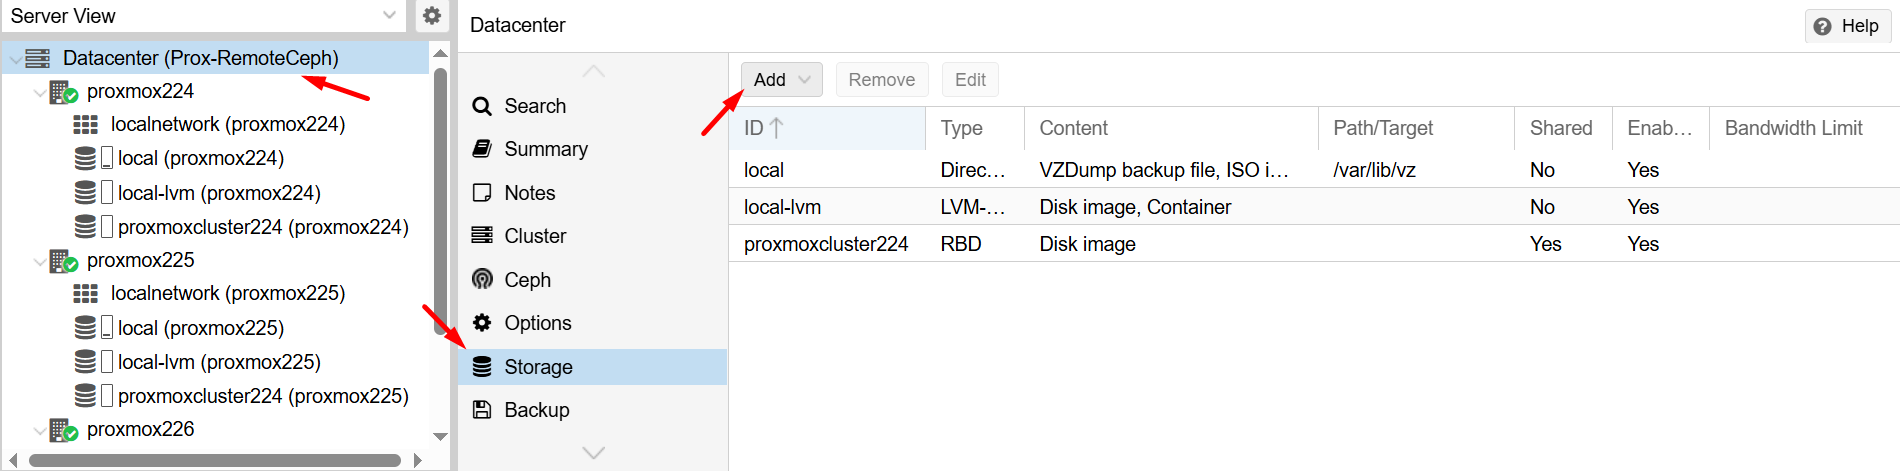 Server View
Datacenter (Prox-RemoteCeph)
proxmox224
localnetwork (proxmox224)
local (proxmox224)
local-lvm (proxmox224)
proxmoxcluster224 (proxmox224)
proxmox225
localnetwork (proxmox225)
local (proxmox225)
local-lvm (proxmox225)
proxmoxcluster224 (proxmox225)
proxmox226
Datacenter
Help
Search
Summary
Notes
Cluster
Ceph
Options
Storage
Backup
Add Remove Edit
ID Type Content Path/Target Shared Enab… Bandwidth Limit
local Direc… VZDump backup file, ISO i… /var/lib/vz No Yes
local-lvm LVM-… Disk image, Container No Yes
proxmoxcluster224 RBD Disk image Yes Yes